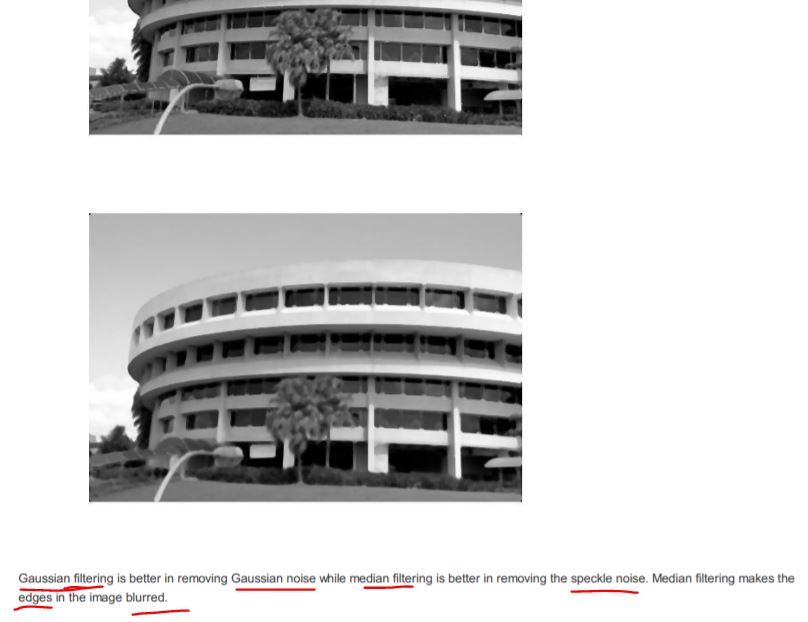 Gaussian filtering is better in removing Gaussian noise while median filtering is better in removing the speckle noise. Median filtering makes the
edges in the image blurred.